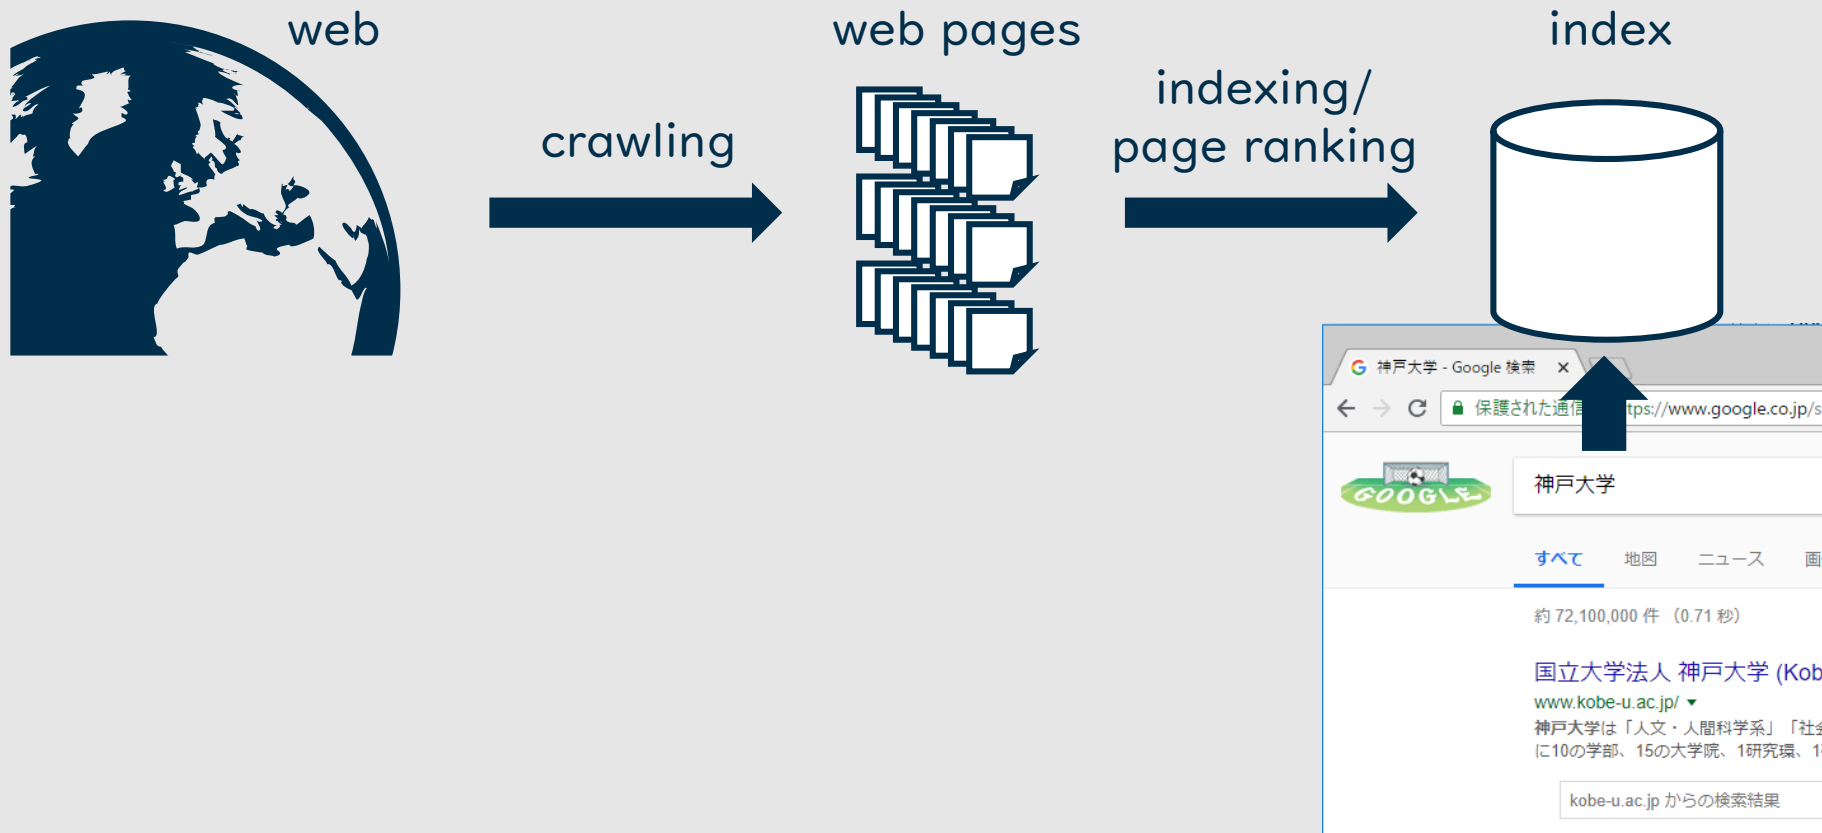 web
web pages
index
crawling
indexing/
page ranking
神戸大学 - Google 検索
保護された通信 tps://www.google.co.jp/s
GOOGLE
神戸大学
すべて 地図 ニュース
約 72,100,000 件 （0.71 秒）
国立大学法人 神戸大学 (Kob
www.kobe-u.ac.jp/
神戸大学は「人文・人間科学系」「社会
に10の学部、15の大学院、1研究環、1
kobe-u.ac.jp からの検索結果